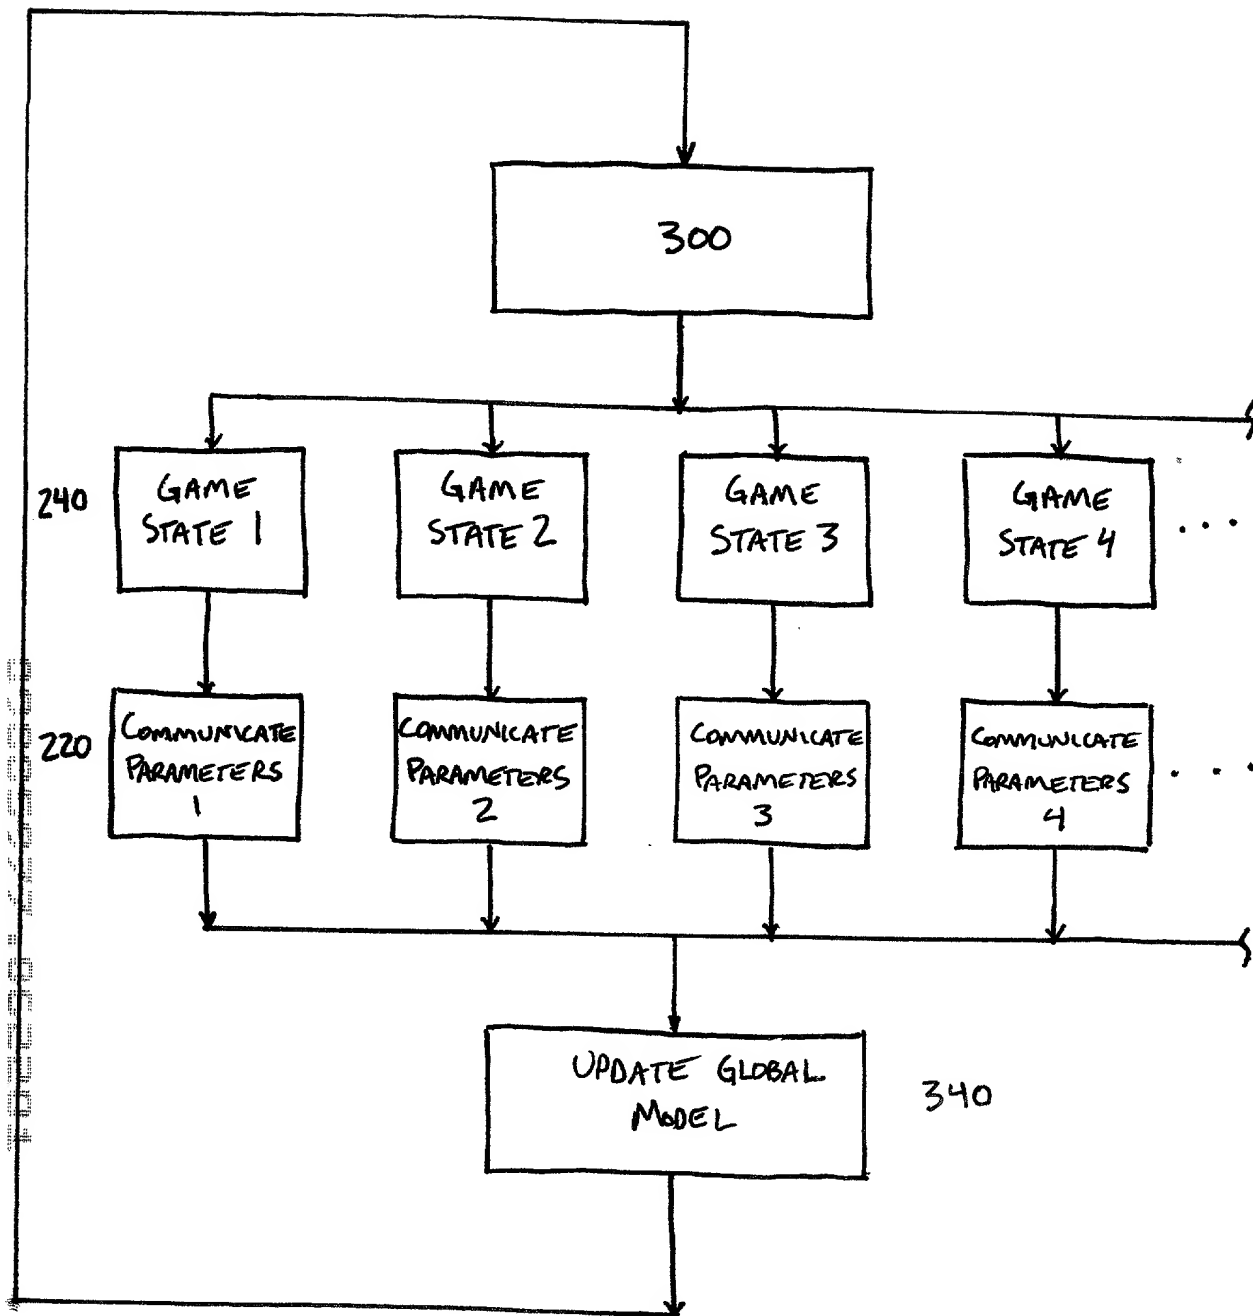 300
240
GAME
STATE 1
GAME
STATE 2
GAME
STATE 3
GAME
STATE 4
. . .
220
COMMUNICATE
PARAMETERS
1
COMMUNICATE
PARAMETERS
2
COMMUNICATE
PARAMETERS
3
COMMUNICATE
PARAMETERS
4
. . .
UPDATE GLOBAL
MODEL
340